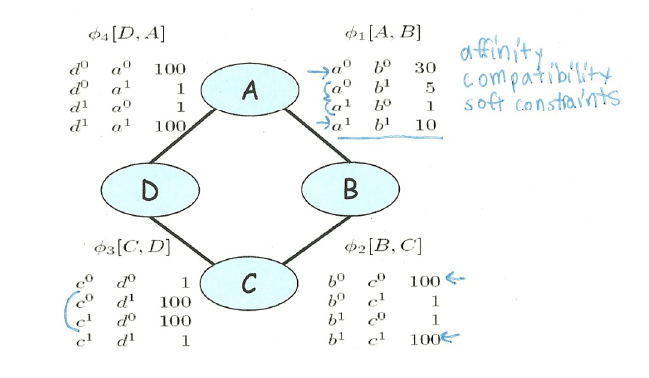 ϕ₄[D, A]
d⁰ a⁰ 100
d⁰ a¹ 1
d¹ a⁰ 1
d¹ a¹ 100
ϕ₁[A, B]
a⁰ b⁰ 30
a⁰ b¹ 5
a¹ b⁰ 1
a¹ b¹ 10
affinity
compatibility
soft constraints
A
D
B
C
ϕ₃[C, D]
c⁰ d⁰ 1
c⁰ d¹ 100
c¹ d⁰ 100
c¹ d¹ 1
ϕ₂[B, C]
b⁰ c⁰ 100
b⁰ c¹ 1
b¹ c⁰ 1
b¹ c¹ 100